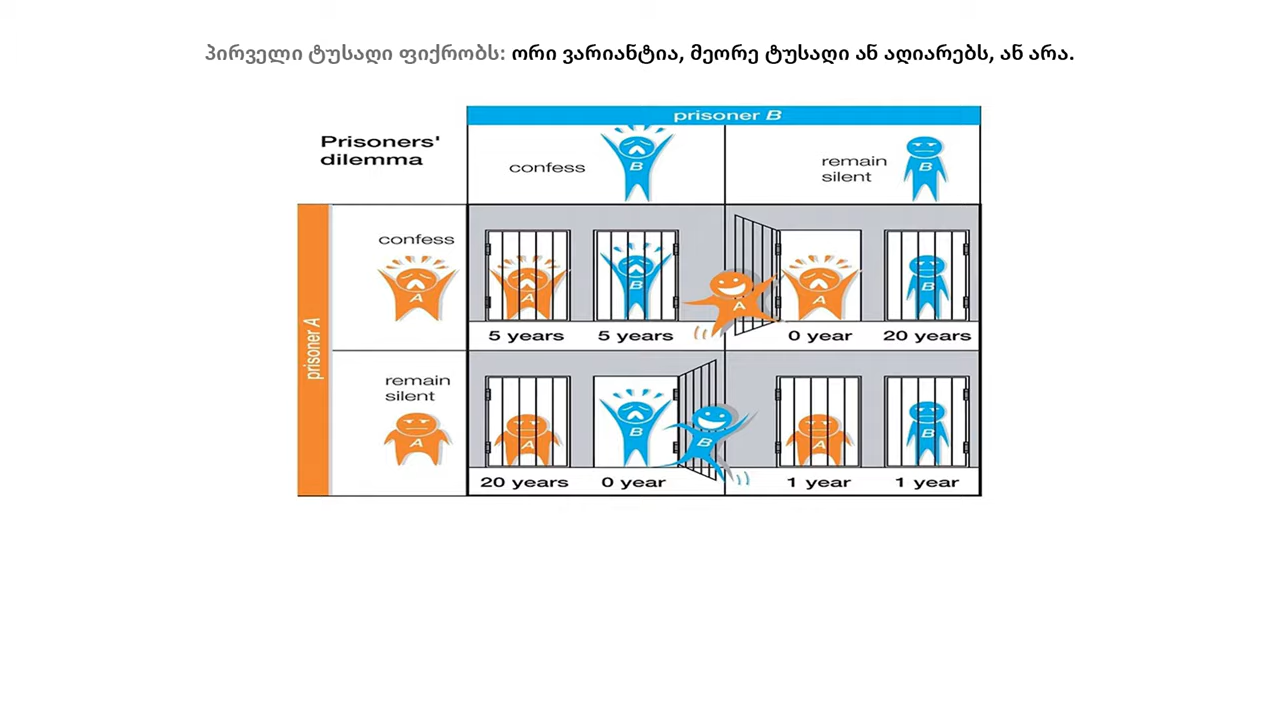 პირველი ტუსაღი ფიქრობს: ორი ვარიანტია, მეორე ტუსაღი ან აღიარებს, ან არა.
prisoner B
Prisoners'
dilemma
confess
B
remain
silent
B
prisoner A
confess
A
A
B
A
A
B
5 years
5 years
0 year
20 years
remain
silent
A
A
B
B
A
B
20 years
0 year
1 year
1 year